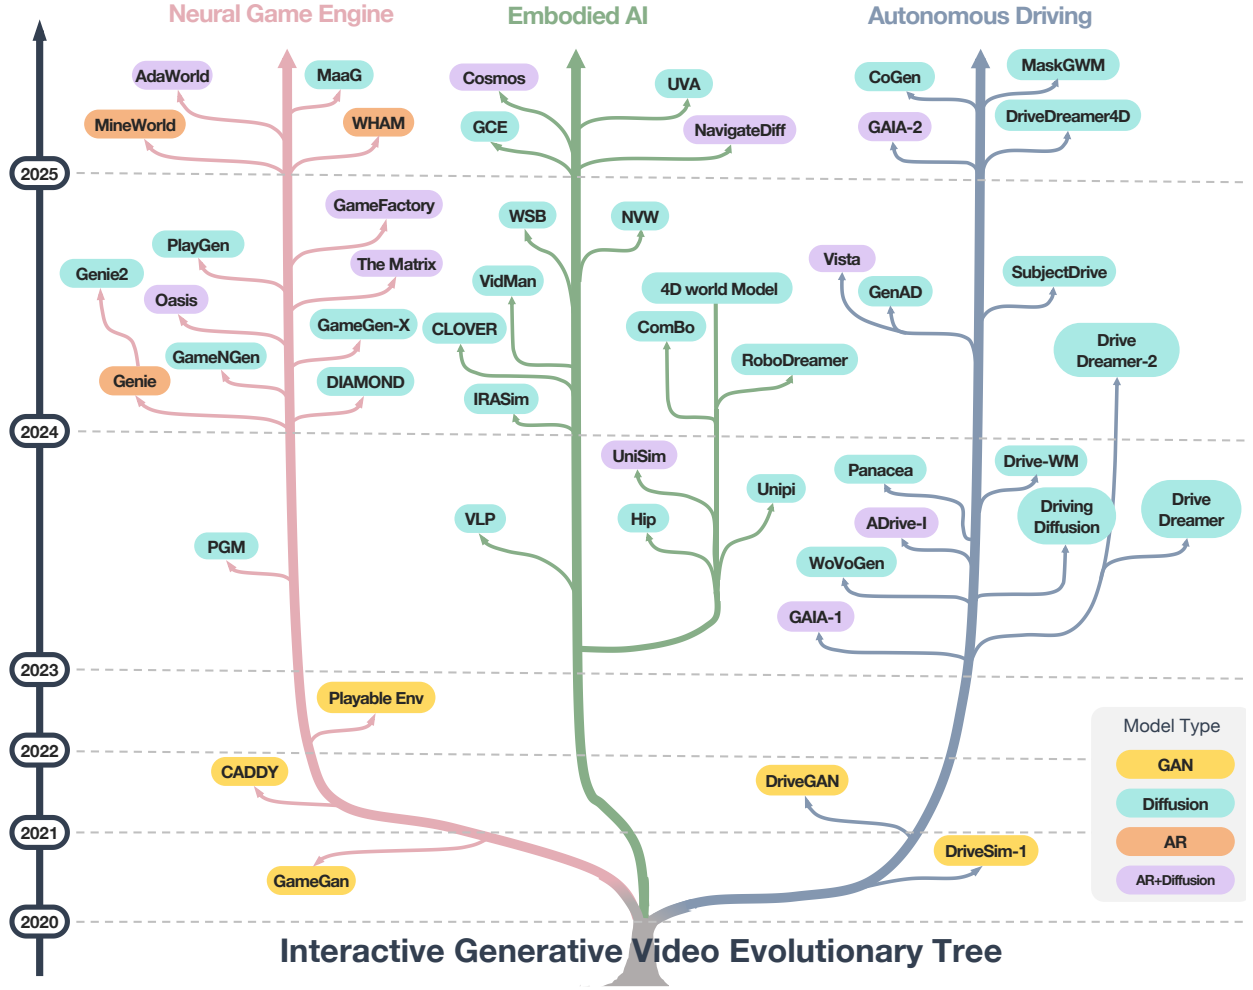 Neural Game Engine
Embodied AI
Autonomous Driving
AdaWorld
MaaG
MineWorld
WHAM
Cosmos
UVA
GCE
NavigateDiff
CoGen
MaskGWM
GAIA-2
DriveDreamer4D
2025
GameFactory
PlayGen
The Matrix
Genie2
Oasis
GameGen-X
GameNGen
Genie
DIAMOND
WSB
NVW
VidMan
4D world Model
CLOVER
ComBo
RoboDreamer
IRASim
Vista
GenAD
SubjectDrive
Drive
Dreamer-2
2024
PGM
UniSim
VLP
Hip
Unipi
Panacea
Drive-WM
ADrive-I
Driving
Diffusion
Drive
Dreamer
WoVoGen
GAIA-1
2023
Playable Env
2022
CADDY
DriveGAN
2021
GameGan
DriveSim-1
2020
Model Type
GAN
Diffusion
AR
AR+Diffusion
Interactive Generative Video Evolutionary Tree